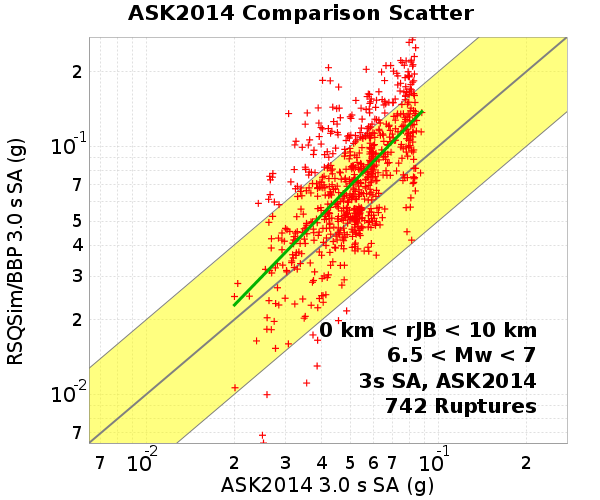 ASK2014 Comparison Scatter
RSQSim/BBP 3.0 s SA (g)
2
10-1
7
5
4
3
2
10-2
7
0 km < rJB < 10 km
6.5 < Mw < 7
3s SA, ASK2014
742 Ruptures
7 10-2 2 3 4 5 6 7 10-1 2
ASK2014 3.0 s SA (g)